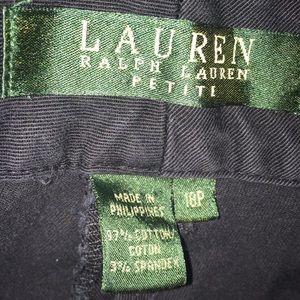 LAUREN
RALPH LAUREN
PETITE
MADE IN
PHILIPPINES
18P
97% COTTON/
COTON
3% SPANDEX